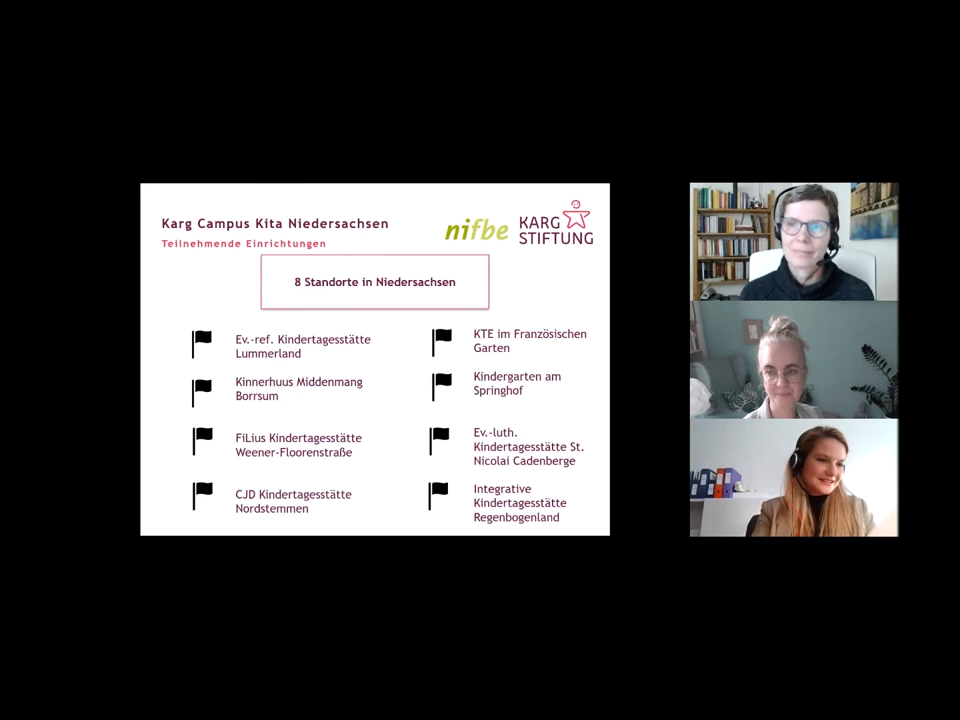 Karg Campus Kita Niedersachsen
Teilnehmende Einrichtungen
nifbe
KARG
STIFTUNG
8 Standorte in Niedersachsen
Ev.-ref. Kindertagesstätte
Lummerland
Kinnerhuus Middenmang
Borrsum
FiLius Kindertagesstätte
Weener-Floorenstraße
CJD Kindertagesstätte
Nordstemmen
KTE im Französischen
Garten
Kindergarten am
Springhof
Ev.-luth.
Kindertagesstätte St.
Nicolai Cadenberge
Integrative
Kindertagesstätte
Regenbogenland